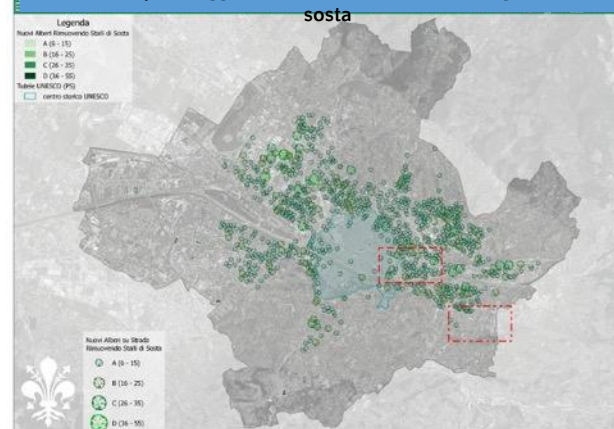 sosta
Legenda
Nuovi Alberi Rimuovendo Stalli di Sosta
A (6 - 15)
B (16 - 25)
C (26 - 35)
D (36 - 55)
Tutele UNESCO (PS)
centro storico UNESCO
Nuovi Alberi su Strada
Rimuovendo Stalli di Sosta
A (6 - 15)
B (16 - 25)
C (26 - 35)
D (36 - 55)